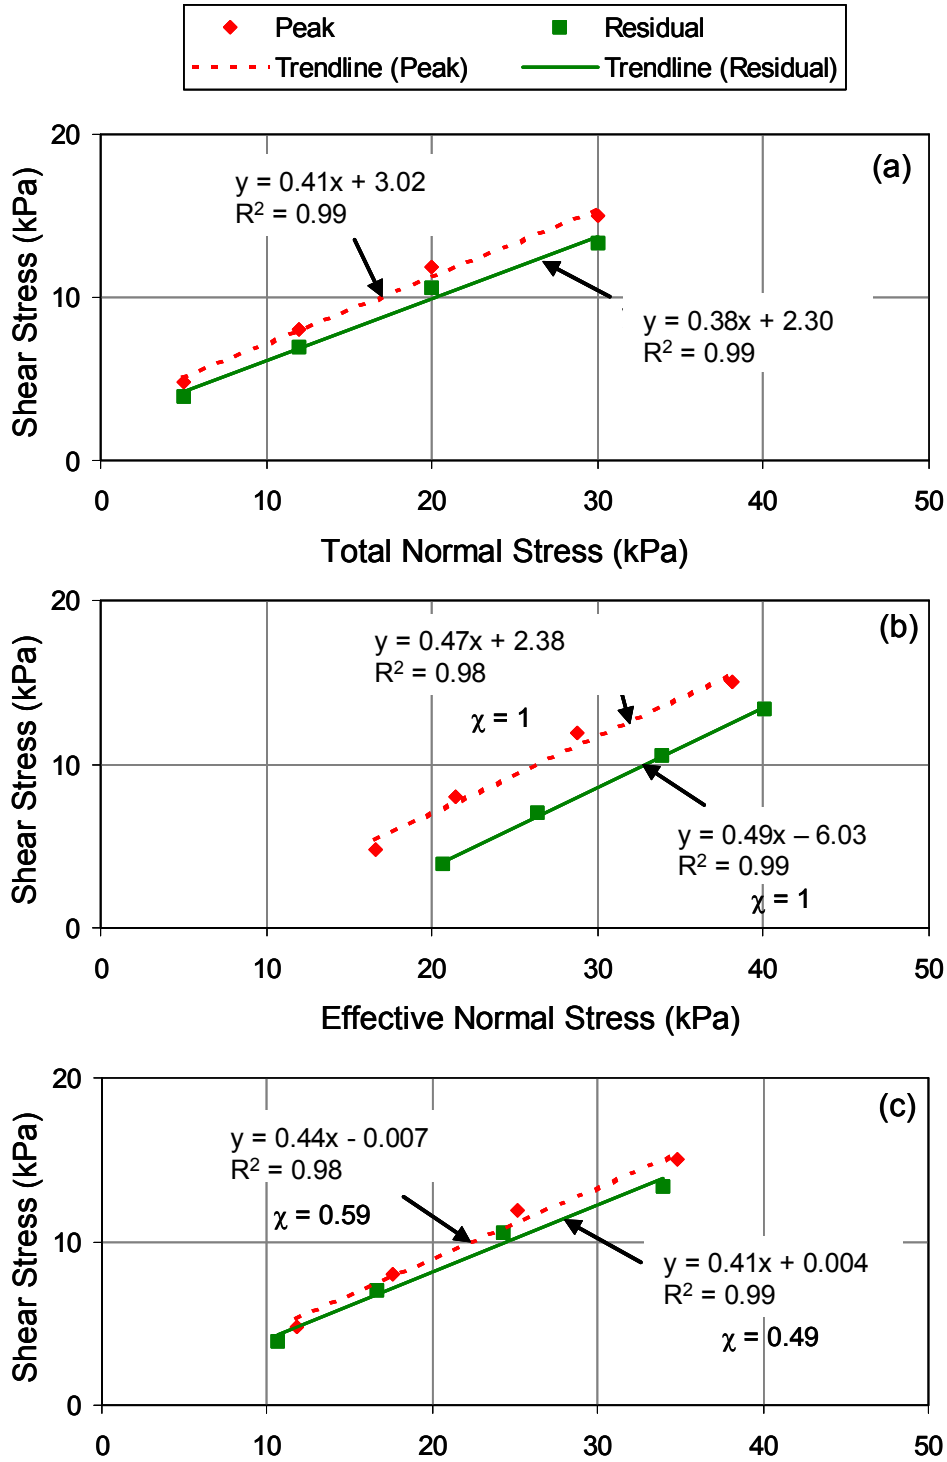 Peak
Residual
Trendline (Peak)
Trendline (Residual)
(a)
20
10
0
Shear Stress (kPa)
y = 0.41x + 3.02
R² = 0.99
y = 0.38x + 2.30
R² = 0.99
0 10 20 30 40 50
Total Normal Stress (kPa)
(b)
20
10
0
Shear Stress (kPa)
y = 0.47x + 2.38
R² = 0.98
χ = 1
y = 0.49x – 6.03
R² = 0.99
χ = 1
0 10 20 30 40 50
Effective Normal Stress (kPa)
(c)
20
10
0
Shear Stress (kPa)
y = 0.44x - 0.007
R² = 0.98
χ = 0.59
y = 0.41x + 0.004
R² = 0.99
χ = 0.49
0 10 20 30 40 50